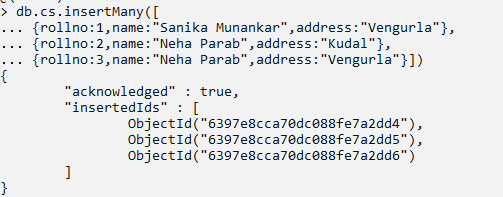 > db.cs.insertMany([
... {rollno:1,name:"Sanika Munankar",address:"Vengurla"},
... {rollno:2,name:"Neha Parab",address:"Kudal"},
... {rollno:3,name:"Neha Parab",address:"Vengurla"}])
{
        "acknowledged" : true,
        "insertedIds" : [
                ObjectId("6397e8cca70dc088fe7a2dd4"),
                ObjectId("6397e8cca70dc088fe7a2dd5"),
                ObjectId("6397e8cca70dc088fe7a2dd6")
        ]
}